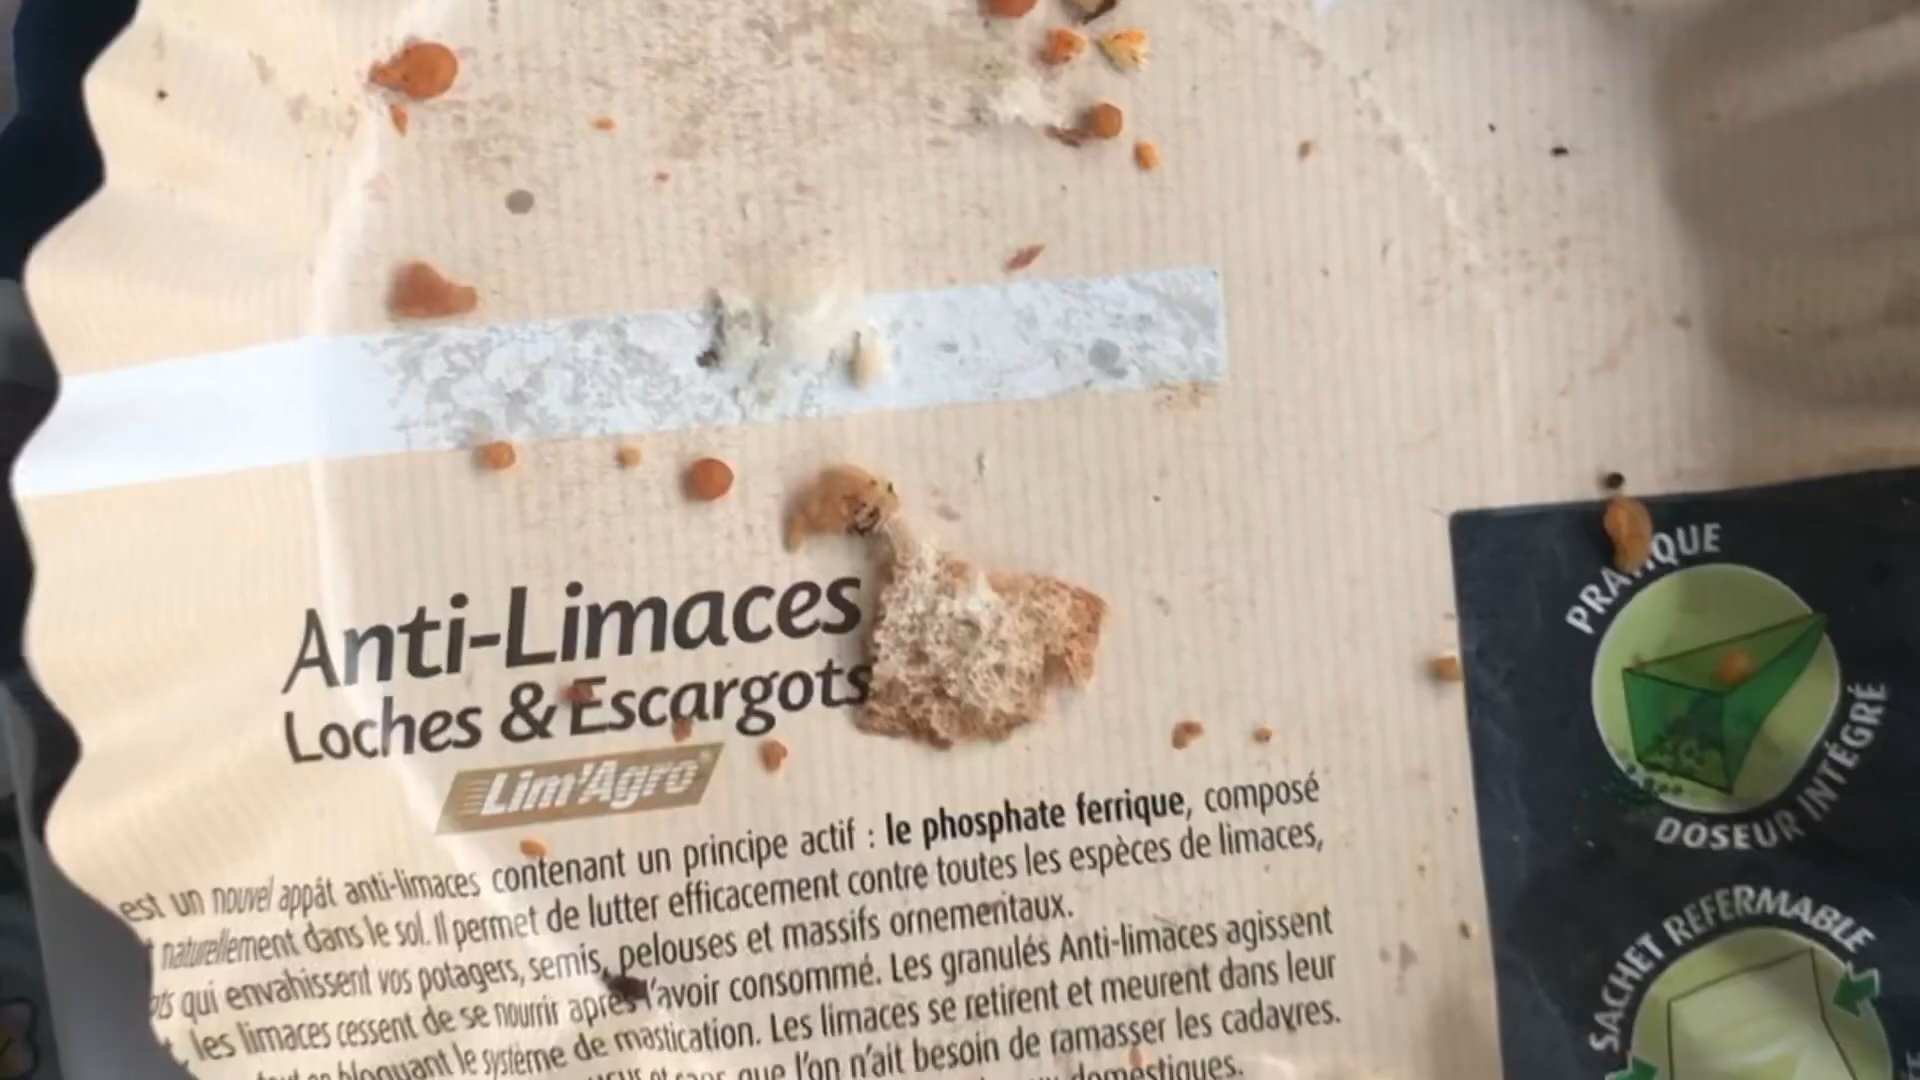 Anti-Limaces
Loches & Escargots
Lim'Agro
est un nouvel appât anti-limaces contenant un principe actif : le phosphate ferrique, composé
naturellement dans le sol. Il permet de lutter efficacement contre toutes les espèces de limaces,
qui envahissent vos potagers, semis, pelouses et massifs ornementaux.
les limaces cessent de se nourrir après l'avoir consommé. Les granulés Anti-limaces agissent
bloquant le système de mastication. Les limaces se retirent et meurent dans leur
que l'on n'ait besoin de ramasser les cadavres.
domestiques.
PRATIQUE
DOSEUR INTÉGRÉ
SACHET REFERMABLE